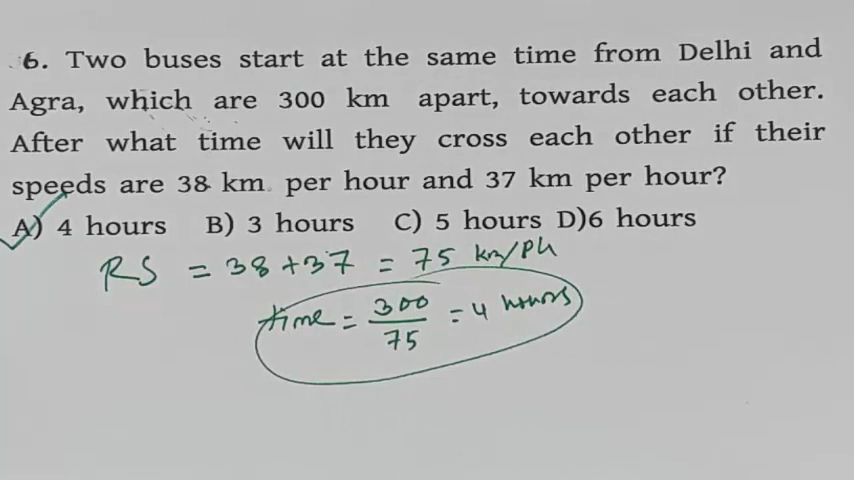 6. Two buses start at the same time from Delhi and
Agra, which are 300 km apart, towards each other.
After what time will they cross each other if their
speeds are 38 km per hour and 37 km per hour?
A) 4 hours B) 3 hours C) 5 hours D)6 hours
RS = 38+37 = 75 km/Ph
time = 300/75 = 4 hours